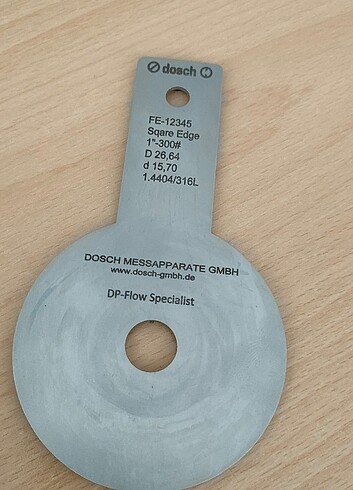 dosch
FE-12345
Sqare Edge
1"-300#
D 26,64
d 15,70
1.4404/316L
DOSCH MESSAPPARATE GMBH
www.dosch-gmbh.de
DP-Flow Specialist